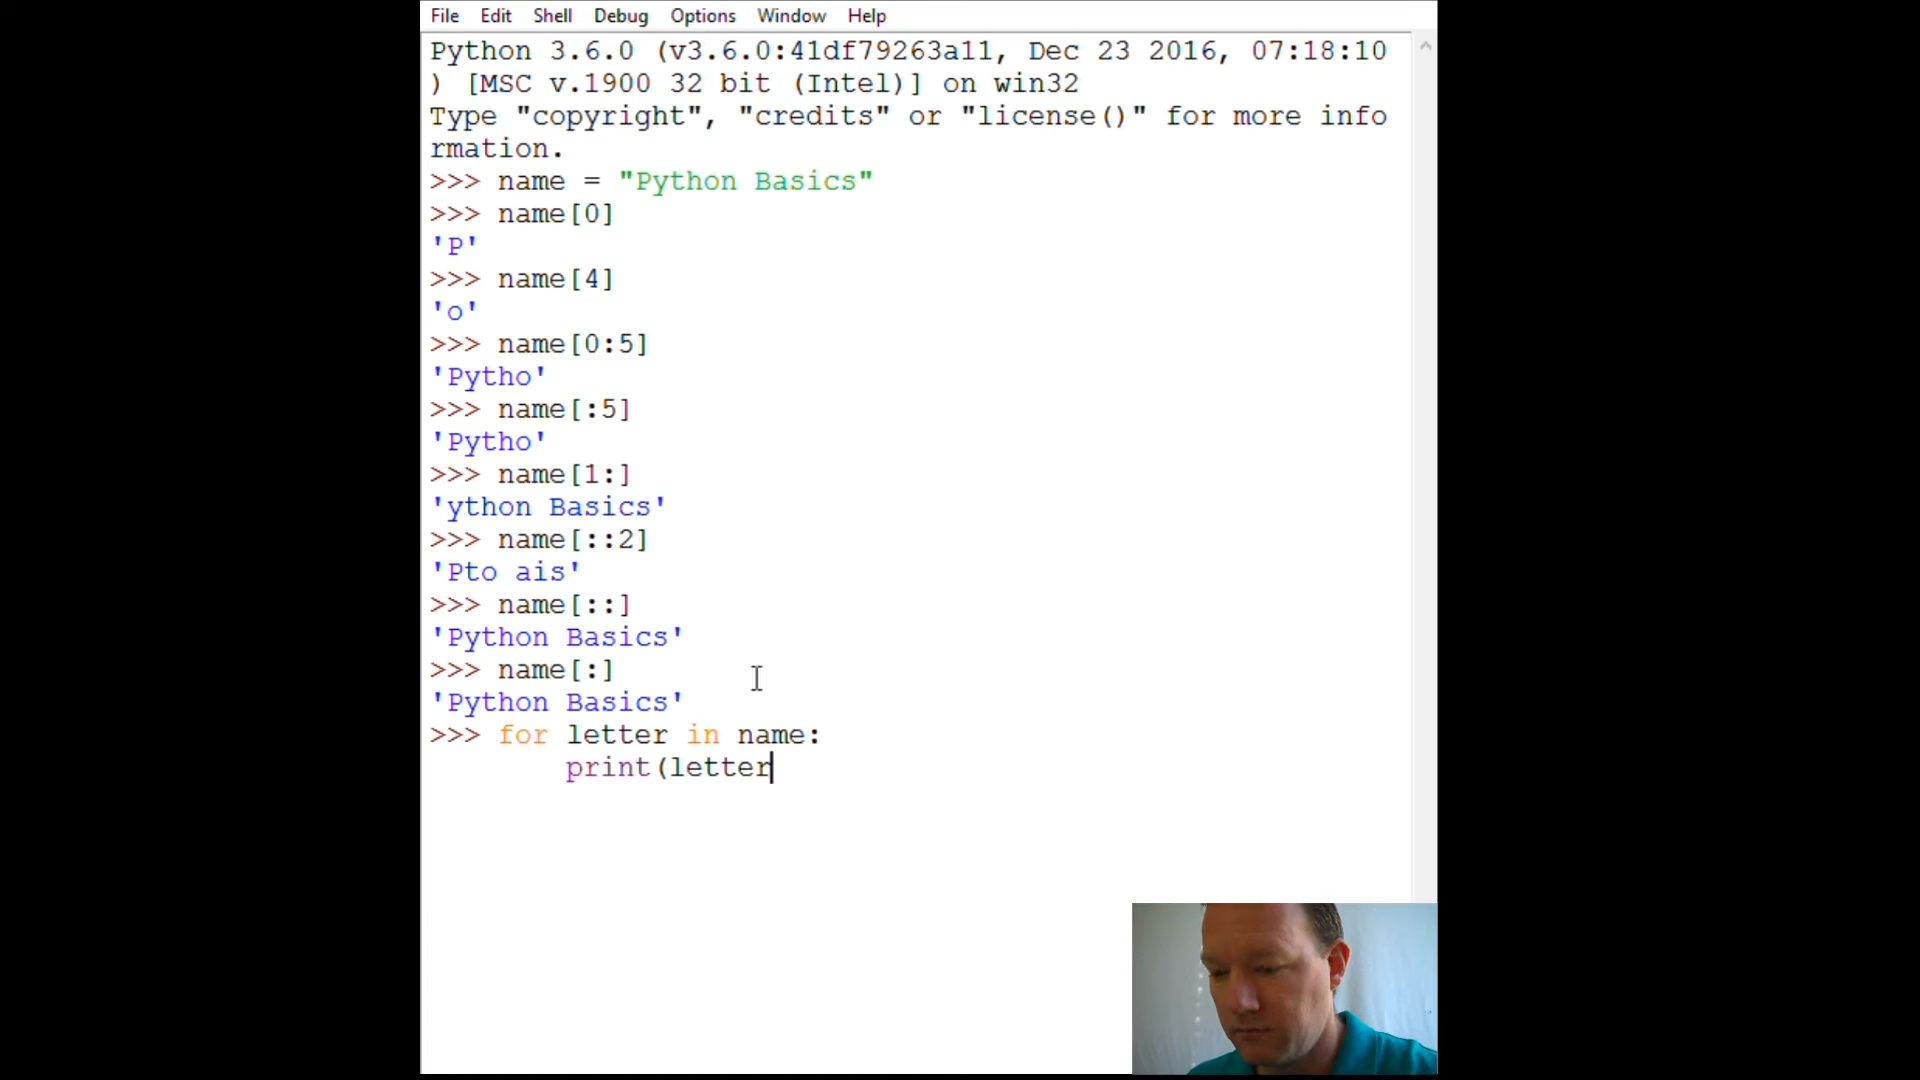 File Edit Shell Debug Options Window Help
Python 3.6.0 (v3.6.0:41df79263a11, Dec 23 2016, 07:18:10
) [MSC v.1900 32 bit (Intel)] on win32
Type "copyright", "credits" or "license()" for more info
rmation.
>>> name = "Python Basics"
>>> name[0]
'P'
>>> name[4]
'o'
>>> name[0:5]
'Pytho'
>>> name[:5]
'Pytho'
>>> name[1:]
'ython Basics'
>>> name[::2]
'Pto ais'
>>> name[::]
'Python Basics'
>>> name[:]
'Python Basics'
>>> for letter in name:
print(letter